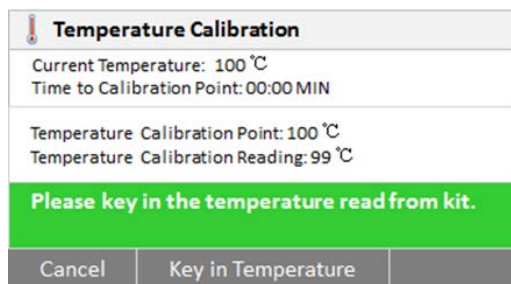 Temperature Calibration
Current Temperature: 100 ℃
Time to Calibration Point: 00:00 MIN
Temperature Calibration Point: 100 ℃
Temperature Calibration Reading: 99 ℃
Please key in the temperature read from kit.
Cancel Key in Temperature